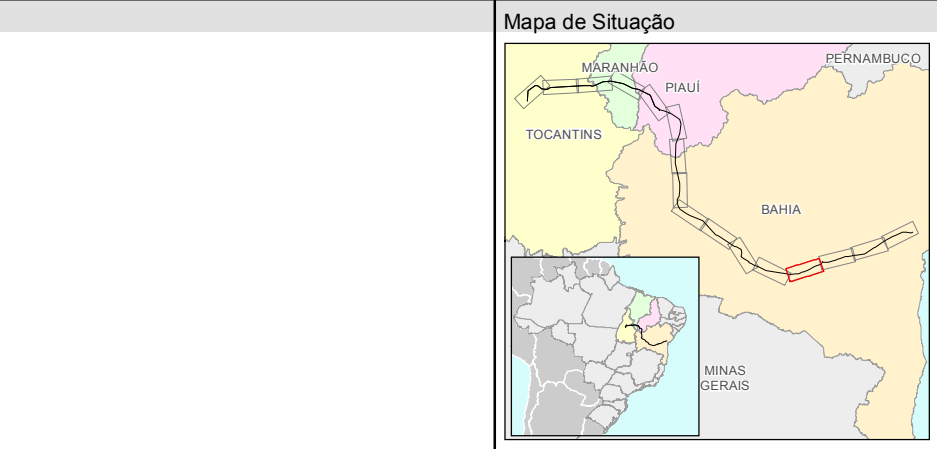 Mapa de Situação
PERNAMBUCO
MARANHÃO
PIAUÍ
TOCANTINS
BAHIA
MINAS
GERAIS